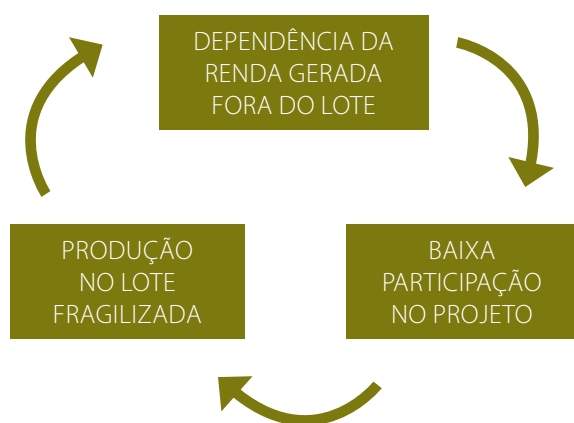 DEPENDÊNCIA DA
RENDA GERADA
FORA DO LOTE
PRODUÇÃO
NO LOTE
FRAGILIZADA
BAIXA
PARTICIPAÇÃO
NO PROJETO